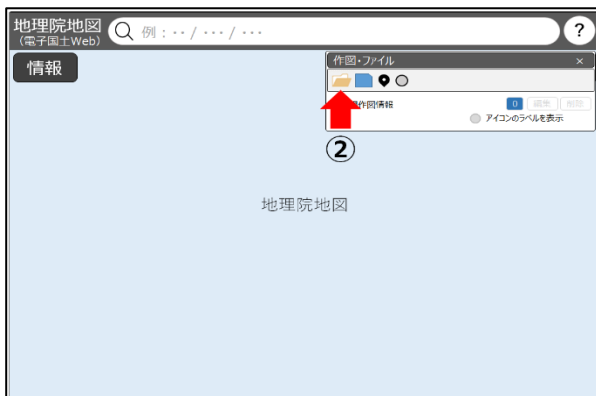 地理院地図
(電子国土Web)
例：‥/…/…
?
情報
作図・ファイル
×
作図情報
0
編集
削除
アイコンのラベルを表示
②
地理院地図